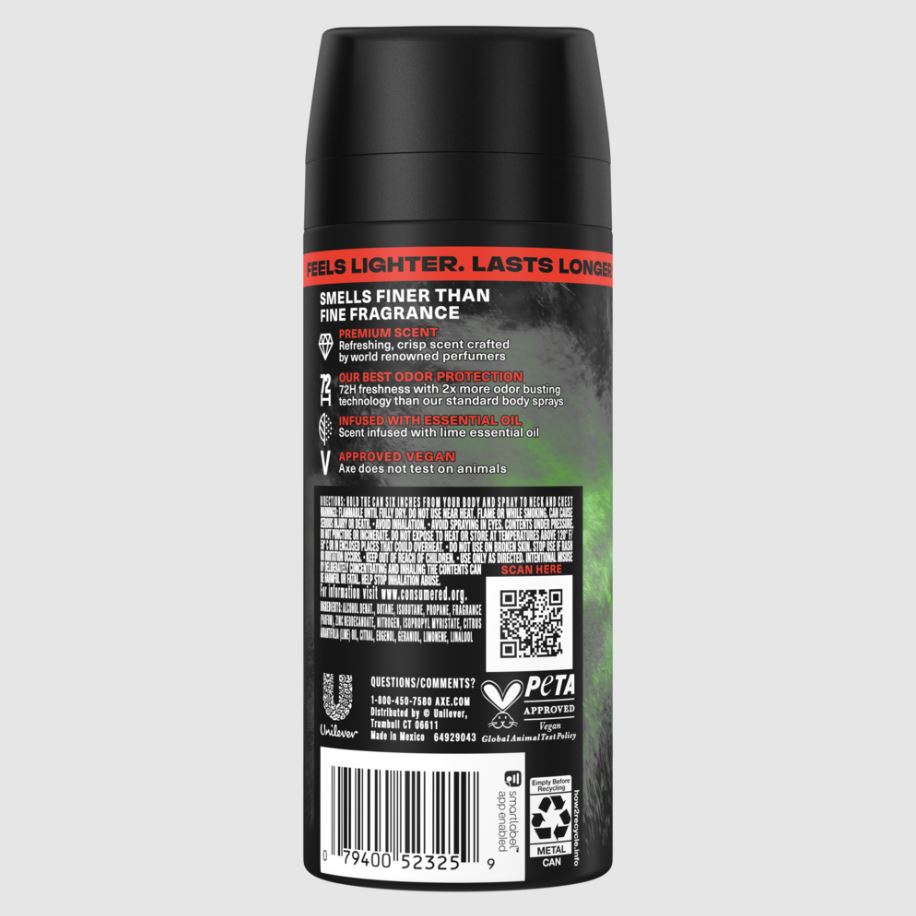 FEELS LIGHTER. LASTS LONGER
SMELLS FINER THAN
FINE FRAGRANCE
PREMIUM SCENT
Refreshing, crisp scent crafted
by world renowned perfumers
72H
OUR BEST ODOR PROTECTION
72H freshness with 2x more odor busting
technology than our standard body sprays
INFUSED WITH ESSENTIAL OIL
Scent infused with lime essential oil
V
APPROVED VEGAN
Axe does not test on animals
DIRECTIONS: HOLD THE CAN SIX INCHES FROM YOUR BODY AND SPRAY TO NECK AND CHEST
WARNING: FLAMMABLE UNTIL FULLY DRY. DO NOT USE NEAR HEAT, FLAME OR WHILE SMOKING. CAN CAUSE
SERIOUS INJURY OR DEATH. • AVOID INHALATION. • AVOID SPRAYING IN EYES. CONTENTS UNDER PRESSURE.
DO NOT PUNCTURE OR INCINERATE. DO NOT EXPOSE TO HEAT OR STORE AT TEMPERATURES ABOVE 120° F/
50° C OR IN ENCLOSED PLACES THAT COULD OVERHEAT. • DO NOT USE ON BROKEN SKIN. STOP USE IF RASH
OR IRRITATION OCCURS. • KEEP OUT OF REACH OF CHILDREN. • USE ONLY AS DIRECTED. INTENTIONAL MISUSE
BY DELIBERATELY CONCENTRATING AND INHALING THE CONTENTS CAN
BE HARMFUL OR FATAL. HELP STOP INHALATION ABUSE.
For information visit www.consumered.org.
INGREDIENTS: ALCOHOL DENAT., BUTANE, ISOBUTANE, PROPANE, FRAGRANCE
(PARFUM), ZINC NEODECANOATE, NITROGEN, ISOPROPYL MYRISTATE, CITRUS
AURANTIFOLIA (LIME) OIL, CITRAL, EUGENOL, GERANIOL, LIMONENE, LINALOOL
SCAN HERE
Unilever
QUESTIONS/COMMENTS?
1-800-450-7580 AXE.COM
Distributed by © Unilever,
Trumbull CT 06611
Made in Mexico 64929043
PETA
APPROVED
Vegan
Global Animal Test Policy
0 79400 52325 9
smartlabel™
app enabled
Empty Before
Recycling
METAL
CAN
how2recycle.info